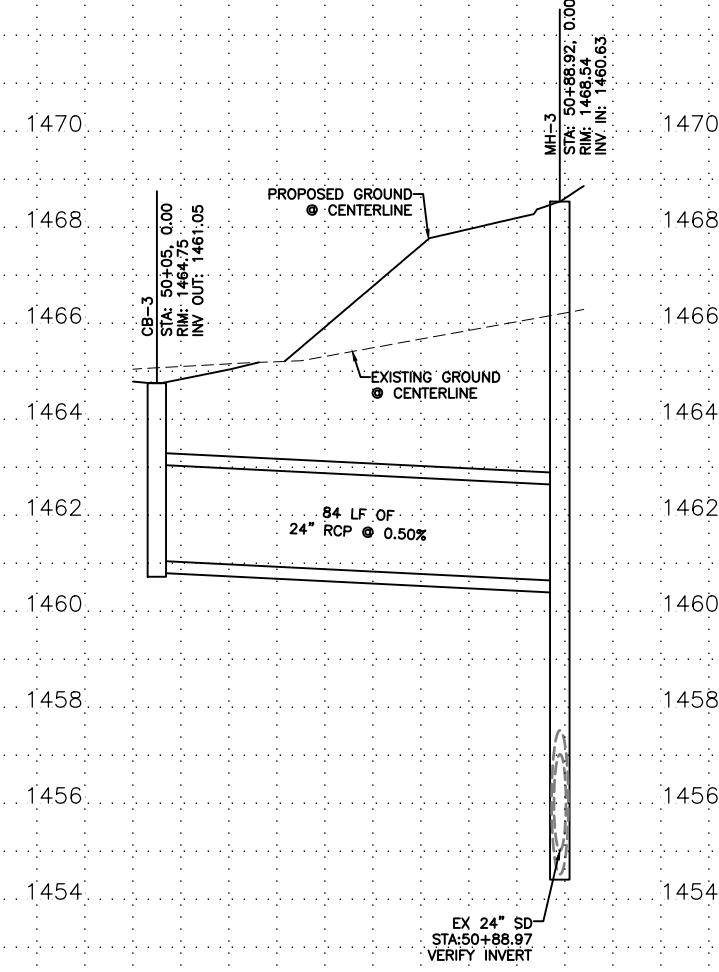 MH-3
STA: 50+88.92, 0.00
RIM: 1468.54
INV IN: 1460.63
1470
1470
PROPOSED GROUND
@ CENTERLINE
1468
1468
CB-3
STA: 50+05, 0.00
RIM: 1464.75
INV OUT: 1461.05
1466
1466
EXISTING GROUND
@ CENTERLINE
1464
1464
84 LF OF
24" RCP @ 0.50%
1462
1462
1460
1460
1458
1458
1456
1456
1454
1454
EX 24" SD
STA:50+88.97
VERIFY INVERT